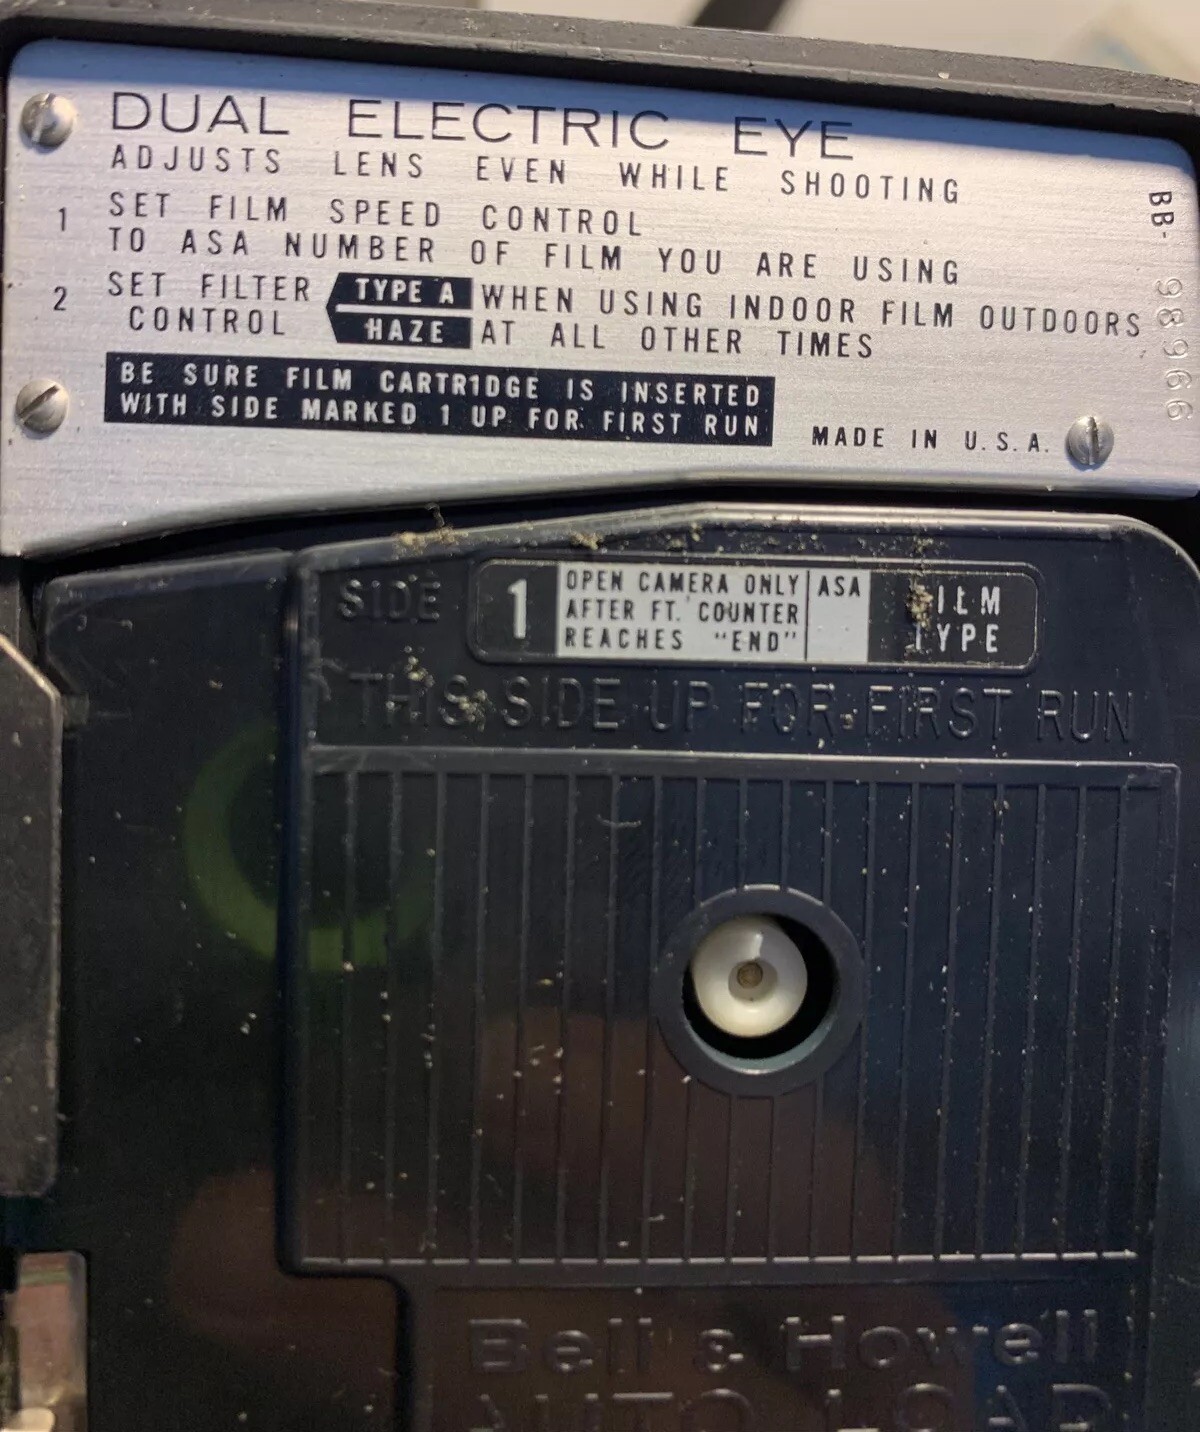 DUAL ELECTRIC EYE
ADJUSTS LENS EVEN WHILE SHOOTING
1 SET FILM SPEED CONTROL
TO ASA NUMBER OF FILM YOU ARE USING
2 SET FILTER CONTROL
TYPE A WHEN USING INDOOR FILM OUTDOORS
HAZE AT ALL OTHER TIMES
BE SURE FILM CARTRIDGE IS INSERTED
WITH SIDE MARKED 1 UP FOR FIRST RUN
MADE IN U.S.A.
BB- 98966
SIDE 1
OPEN CAMERA ONLY
AFTER FT. COUNTER
REACHES "END"
ASA
FILM
TYPE
THIS SIDE UP FOR FIRST RUN
Bell & Howell
AUTO LOAD